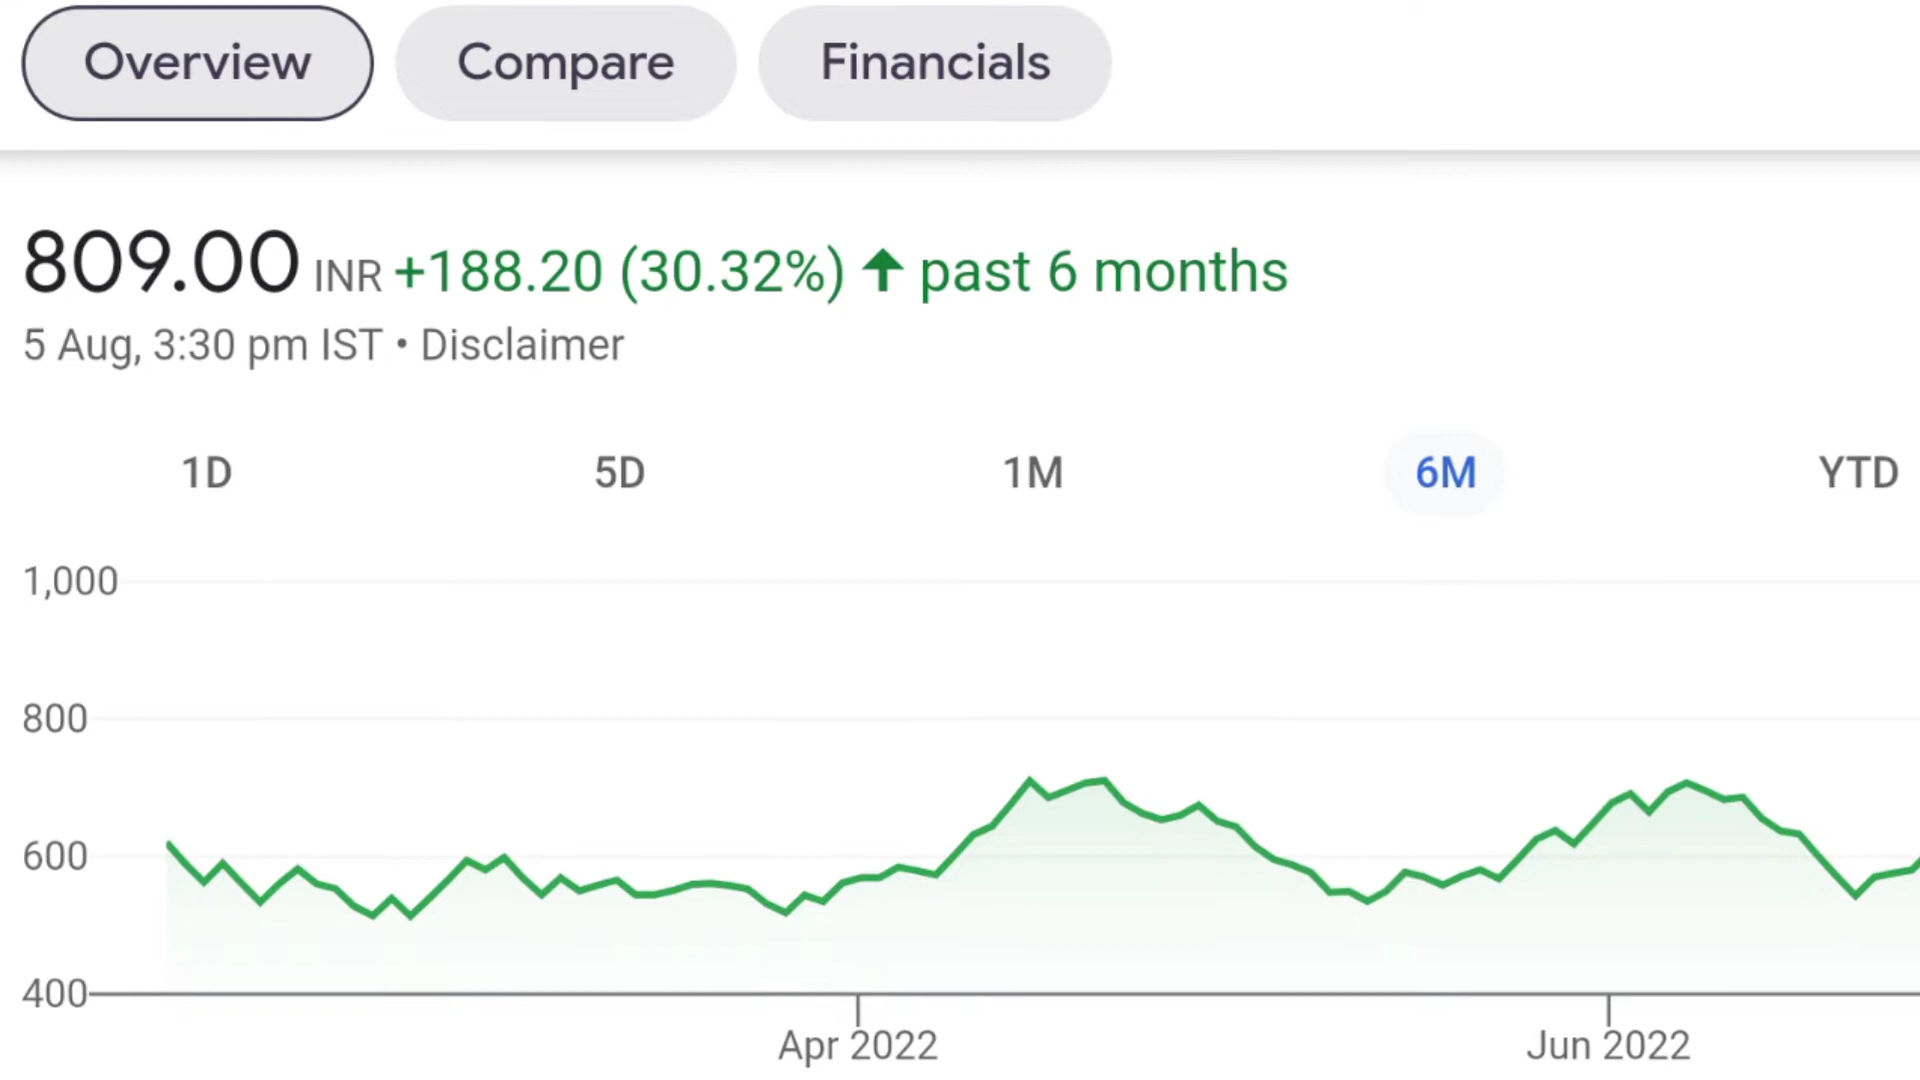 Overview Compare Financials
809.00 INR +188.20 (30.32%) ↑ past 6 months
5 Aug, 3:30 pm IST • Disclaimer
1D 5D 1M 6M YTD
1,000
800
600
400
Apr 2022 Jun 2022